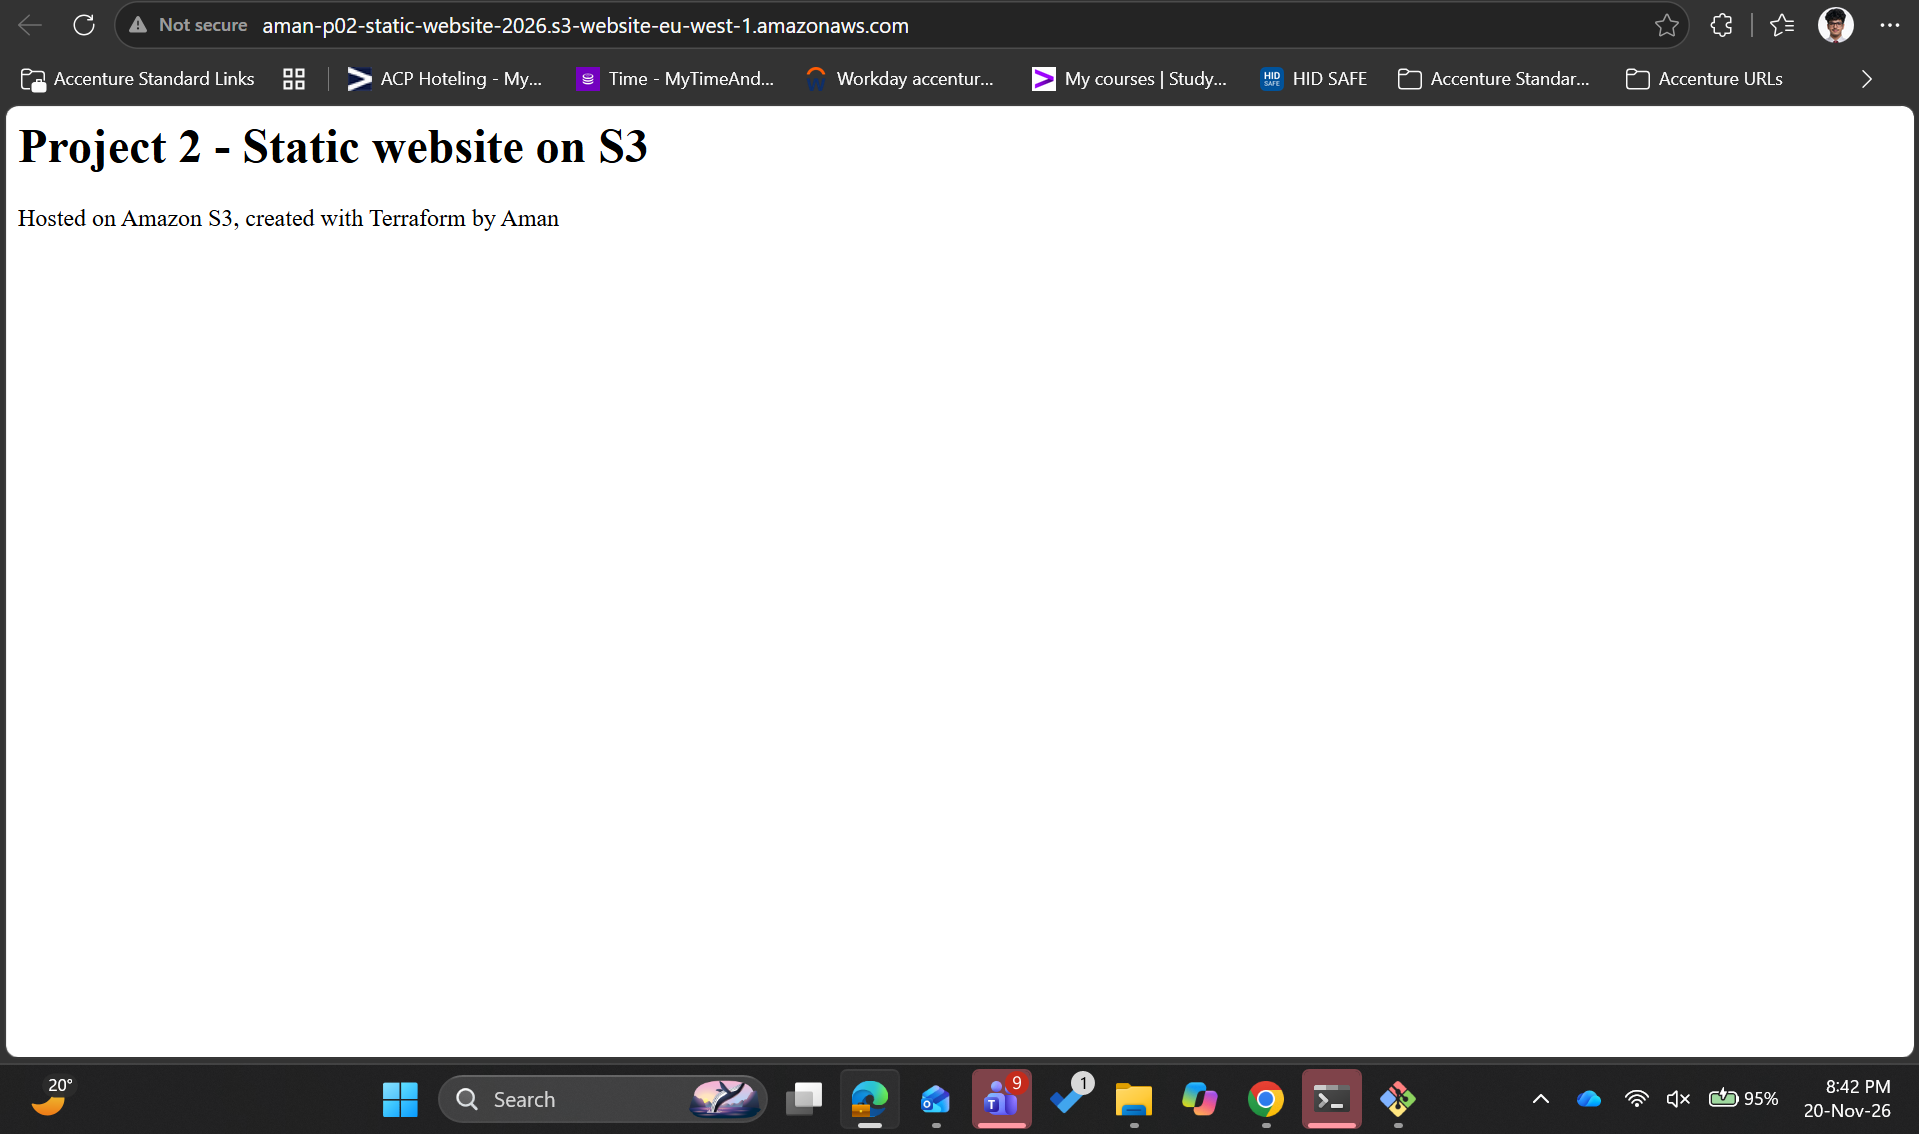 Not secure aman-p02-static-website-2026.s3-website-eu-west-1.amazonaws.com
Accenture Standard Links ACP Hoteling - My... Time - MyTimeAnd... Workday accentur... My courses | Study... HID SAFE HID SAFE Accenture Standar... Accenture URLs
Project 2 - Static website on S3
Hosted on Amazon S3, created with Terraform by Aman
20°
Search
9
1
95%
8:42 PM
20-Nov-26